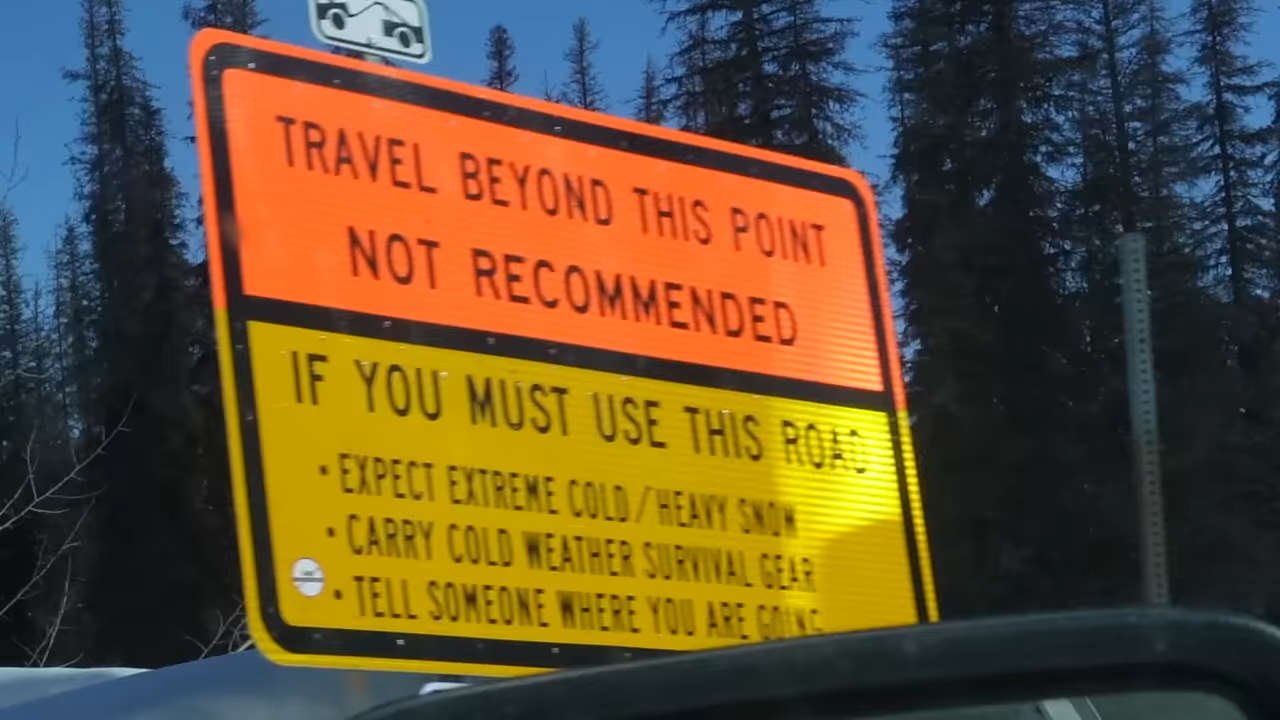 TRAVEL BEYOND THIS POINT
NOT RECOMMENDED
IF YOU MUST USE THIS ROAD
• EXPECT EXTREME COLD/HEAVY SNOW
• CARRY COLD WEATHER SURVIVAL GEAR
• TELL SOMEONE WHERE YOU ARE GOING